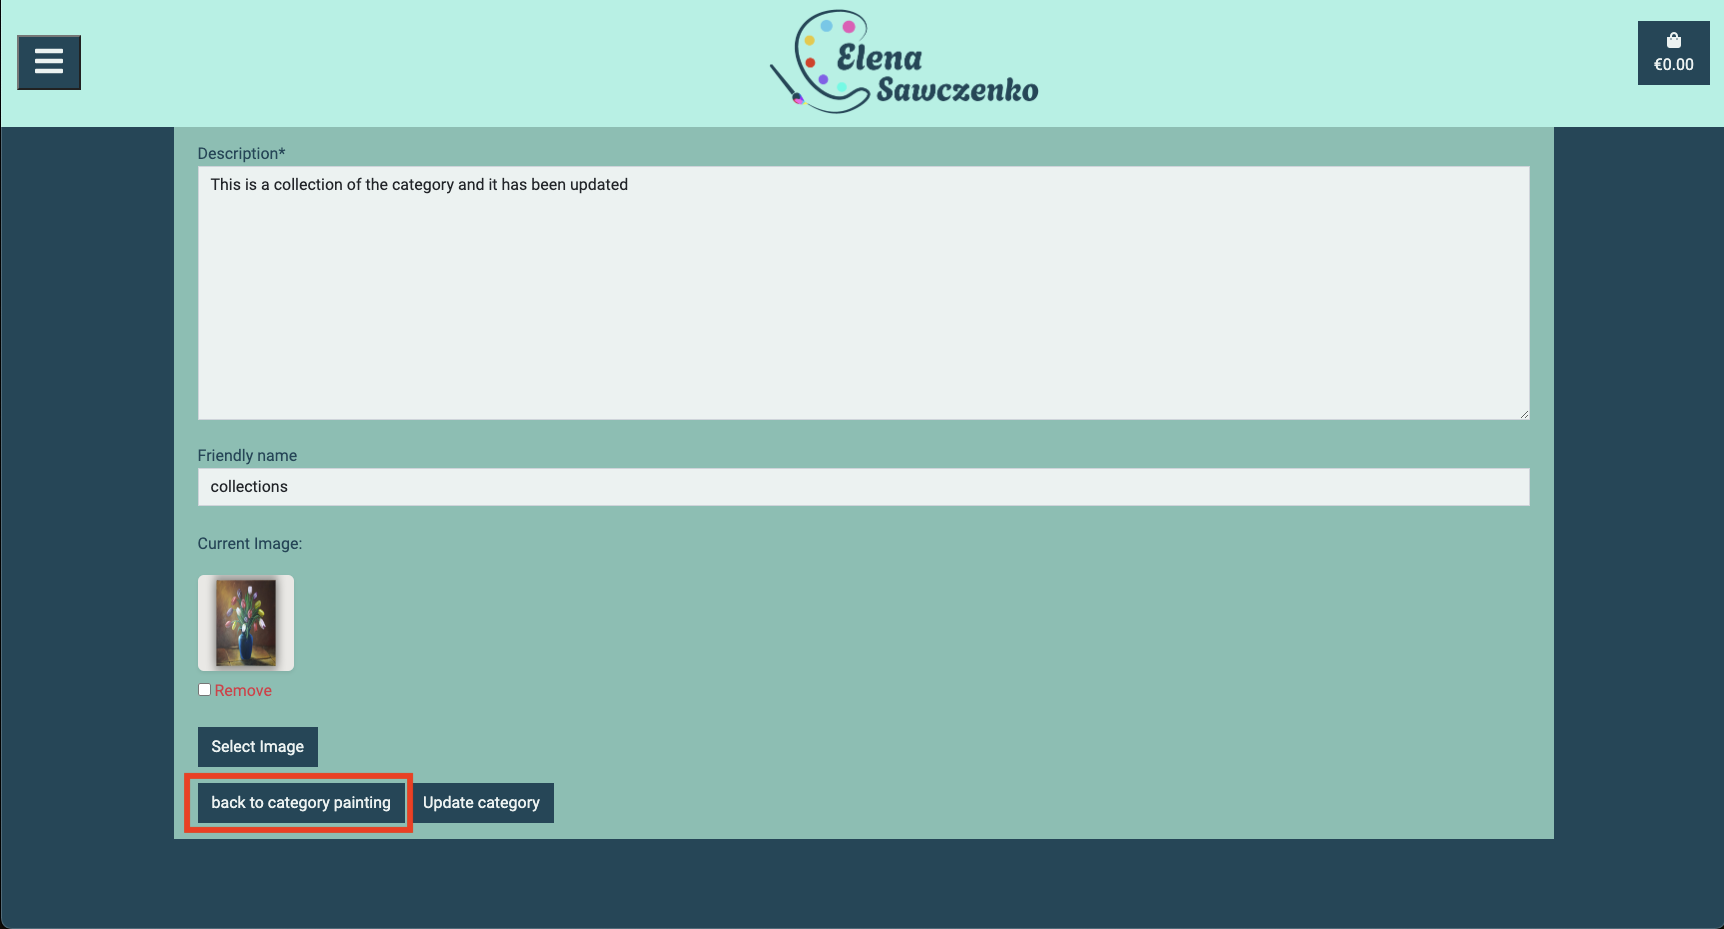 Elena
Sawczenko
€0.00
Description*
This is a collection of the category and it has been updated
Friendly name
collections
Current Image:
Remove
Select Image
back to category painting
Update category